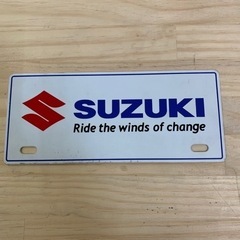 SUZUKI
Ride the winds of change